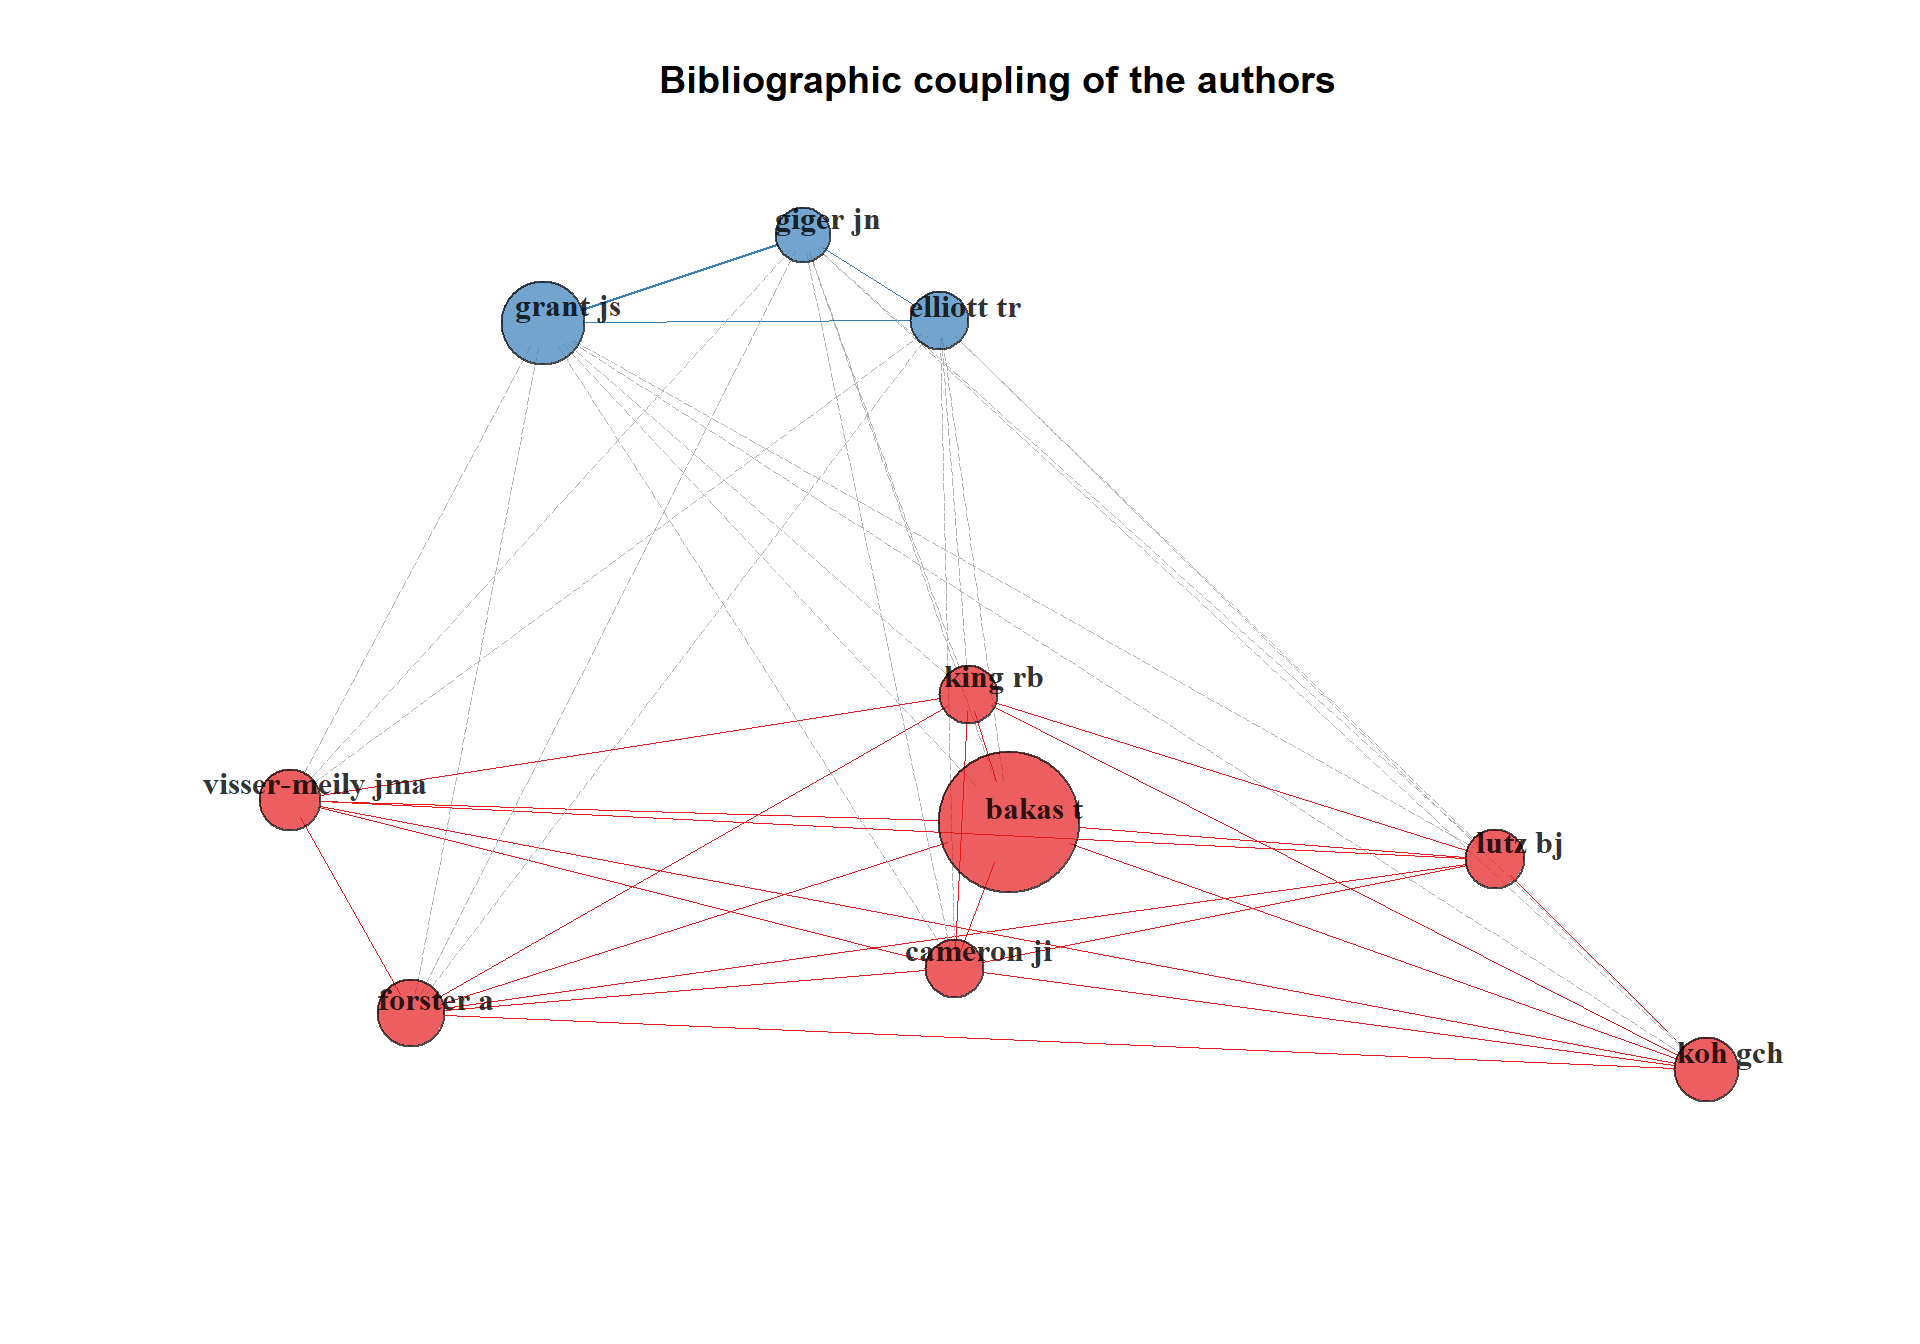 Bibliographic coupling of the authors
giger jn
grant js
elliott tr
king rb
visser-meily jma
bakas t
lutz bj
cameron ji
forster a
koh gch